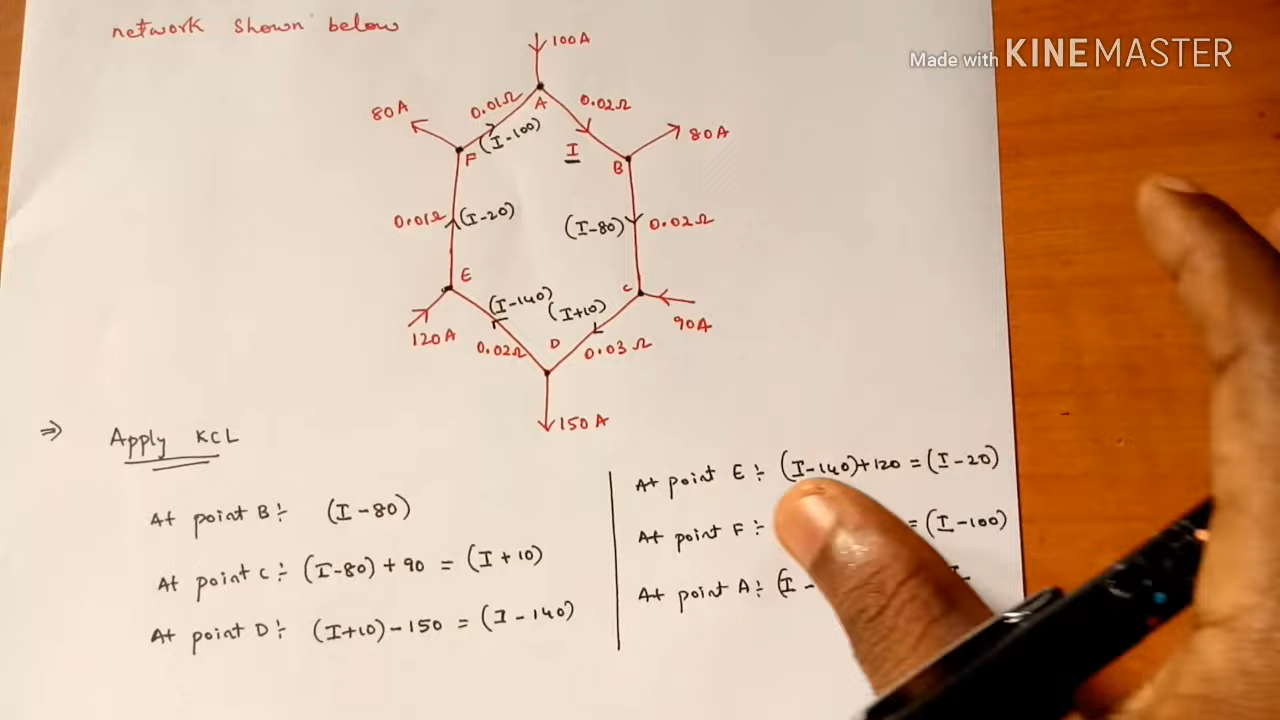 network shown below
Made with KINEMASTER
100A
80A
0.01Ω
A
0.02Ω
F
(I-100)
I
B
80A
0.01Ω
(I-20)
(I-80)
0.02Ω
E
(I-140)
(I+10)
C
120A
0.02Ω
D
0.03Ω
90A
150A
⇒ Apply KCL
At point B:- (I-80)
At point C:- (I-80)+90 = (I+10)
At point D:- (I+10)-150 = (I-140)
At point E:- (I-140)+120 = (I-20)
At point F:- = (I-100)
At point A:- (I-